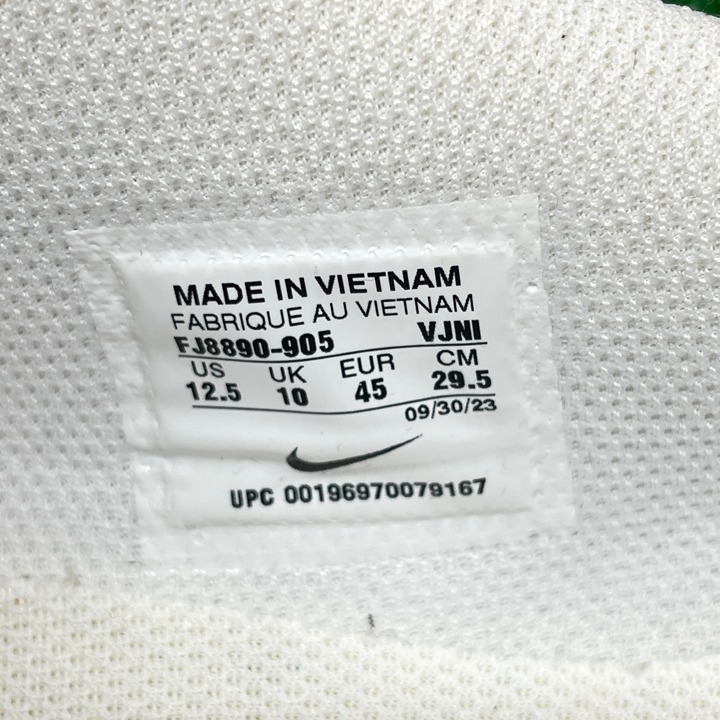 MADE IN VIETNAM
FABRIQUE AU VIETNAM
FJ8890-905 VJNI
US UK EUR CM
12.5 10 45 29.5
09/30/23
UPC 00196970079167